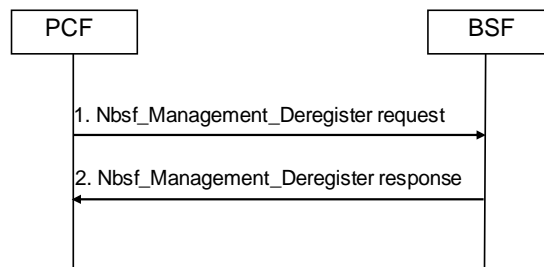 PCF
BSF
1. Nbsf_Management_Deregister request
2. Nbsf_Management_Deregister response